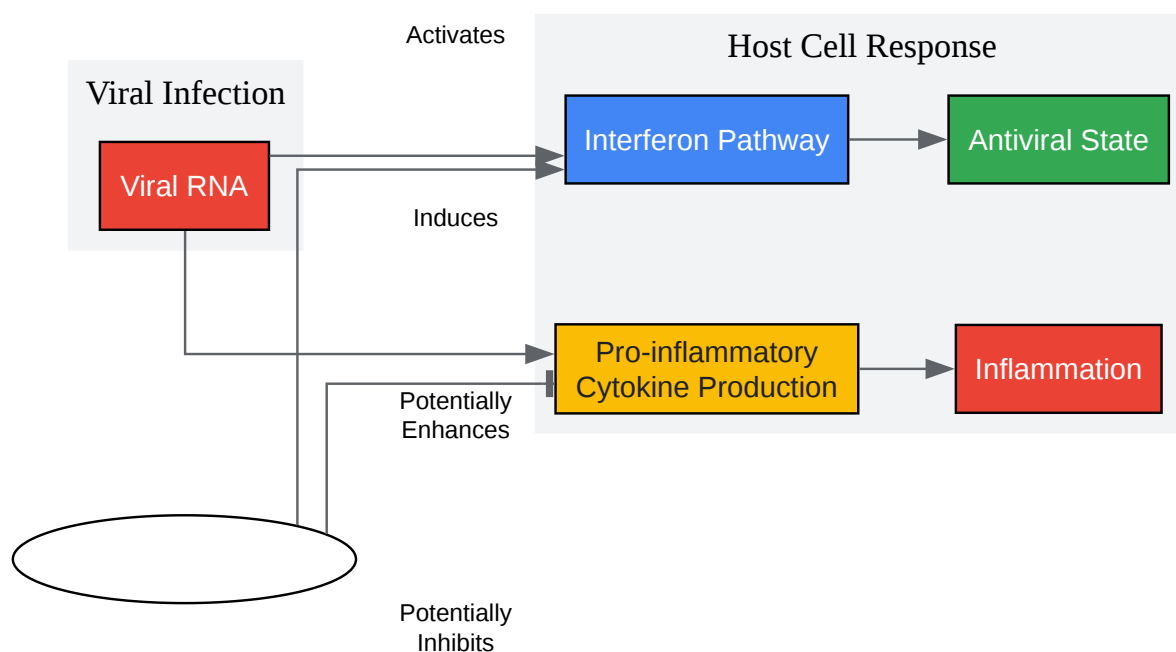 Activates
Host Cell Response
Viral Infection
Interferon Pathway
Antiviral State
Viral RNA
Induces
Pro-inflammatory
Cytokine Production
Inflammation
Potentially
Enhances
Potentially
Inhibits